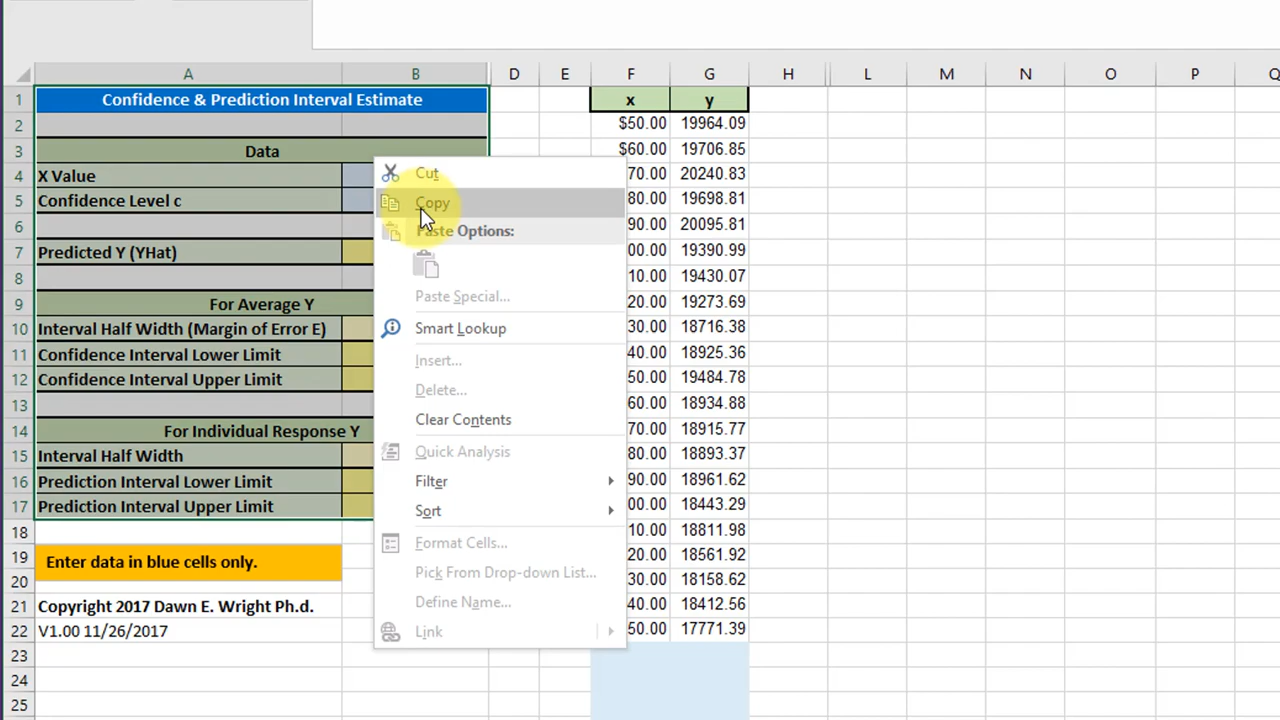 A B D E F G H L M N O P Q
1 Confidence & Prediction Interval Estimate x y
2 $50.00 19964.09
3 Data $60.00 19706.85
4 X Value Cut 70.00 20240.83
5 Confidence Level c Copy 80.00 19698.81
6 Paste Options: 90.00 20095.81
7 Predicted Y (YHat) 00.00 19390.99
8 10.00 19430.07
9 For Average Y Paste Special... 20.00 19273.69
10 Interval Half Width (Margin of Error E) Smart Lookup 30.00 18716.38
11 Confidence Interval Lower Limit Insert... 40.00 18925.36
12 Confidence Interval Upper Limit Delete... 50.00 19484.78
13 Clear Contents 60.00 18934.88
14 For Individual Response Y Quick Analysis 70.00 18915.77
15 Interval Half Width 80.00 18893.37
16 Prediction Interval Lower Limit Filter 90.00 18961.62
17 Prediction Interval Upper Limit Sort 00.00 18443.29
18 Format Cells... 10.00 18811.98
19 Enter data in blue cells only. 20.00 18561.92
20 Pick From Drop-down List... 30.00 18158.62
21 Copyright 2017 Dawn E. Wright Ph.d. Define Name... 40.00 18412.56
22 V1.00 11/26/2017 Link 50.00 17771.39
23
24
25